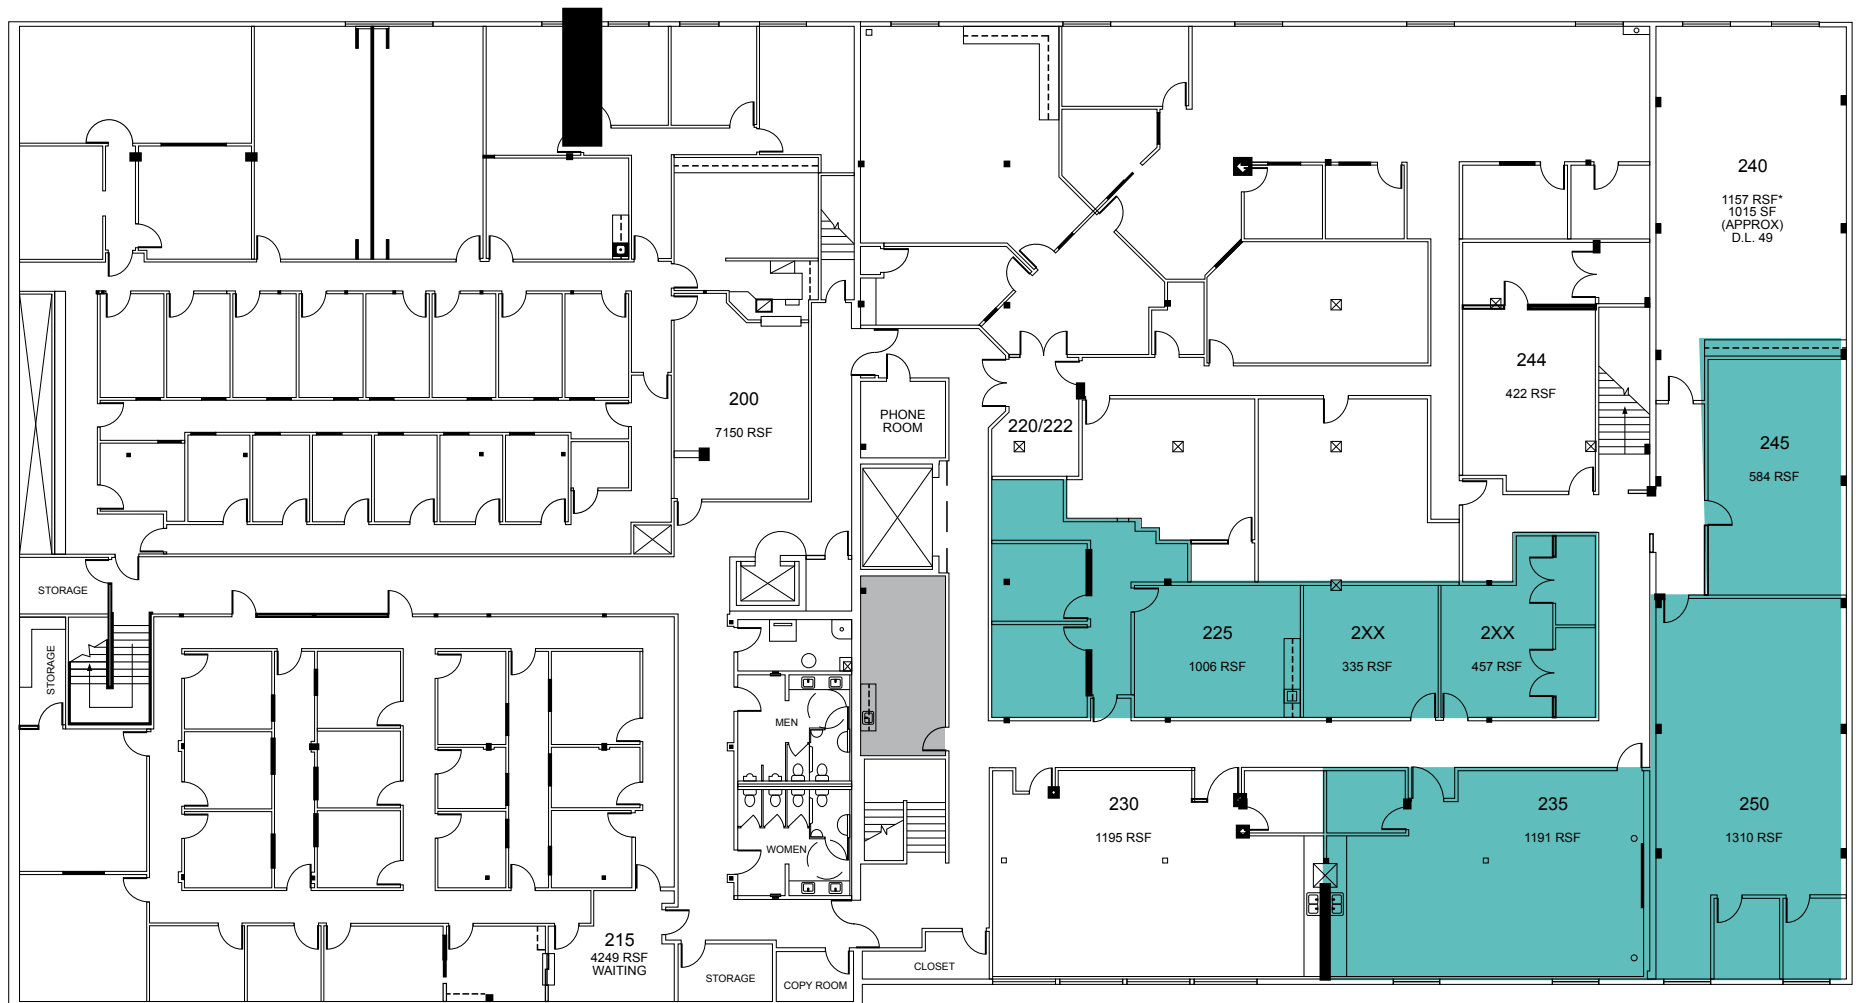 240
1157 RSF*
1015 SF
(APPROX)
D.L. 49
244
422 RSF
200
7150 RSF
PHONE
ROOM
220/222
245
584 RSF
STORAGE
STORAGE
225
1006 RSF
2XX
335 RSF
2XX
457 RSF
MEN
WOMEN
230
1195 RSF
235
1191 RSF
250
1310 RSF
215
4249 RSF
WAITING
STORAGE
COPY ROOM
CLOSET